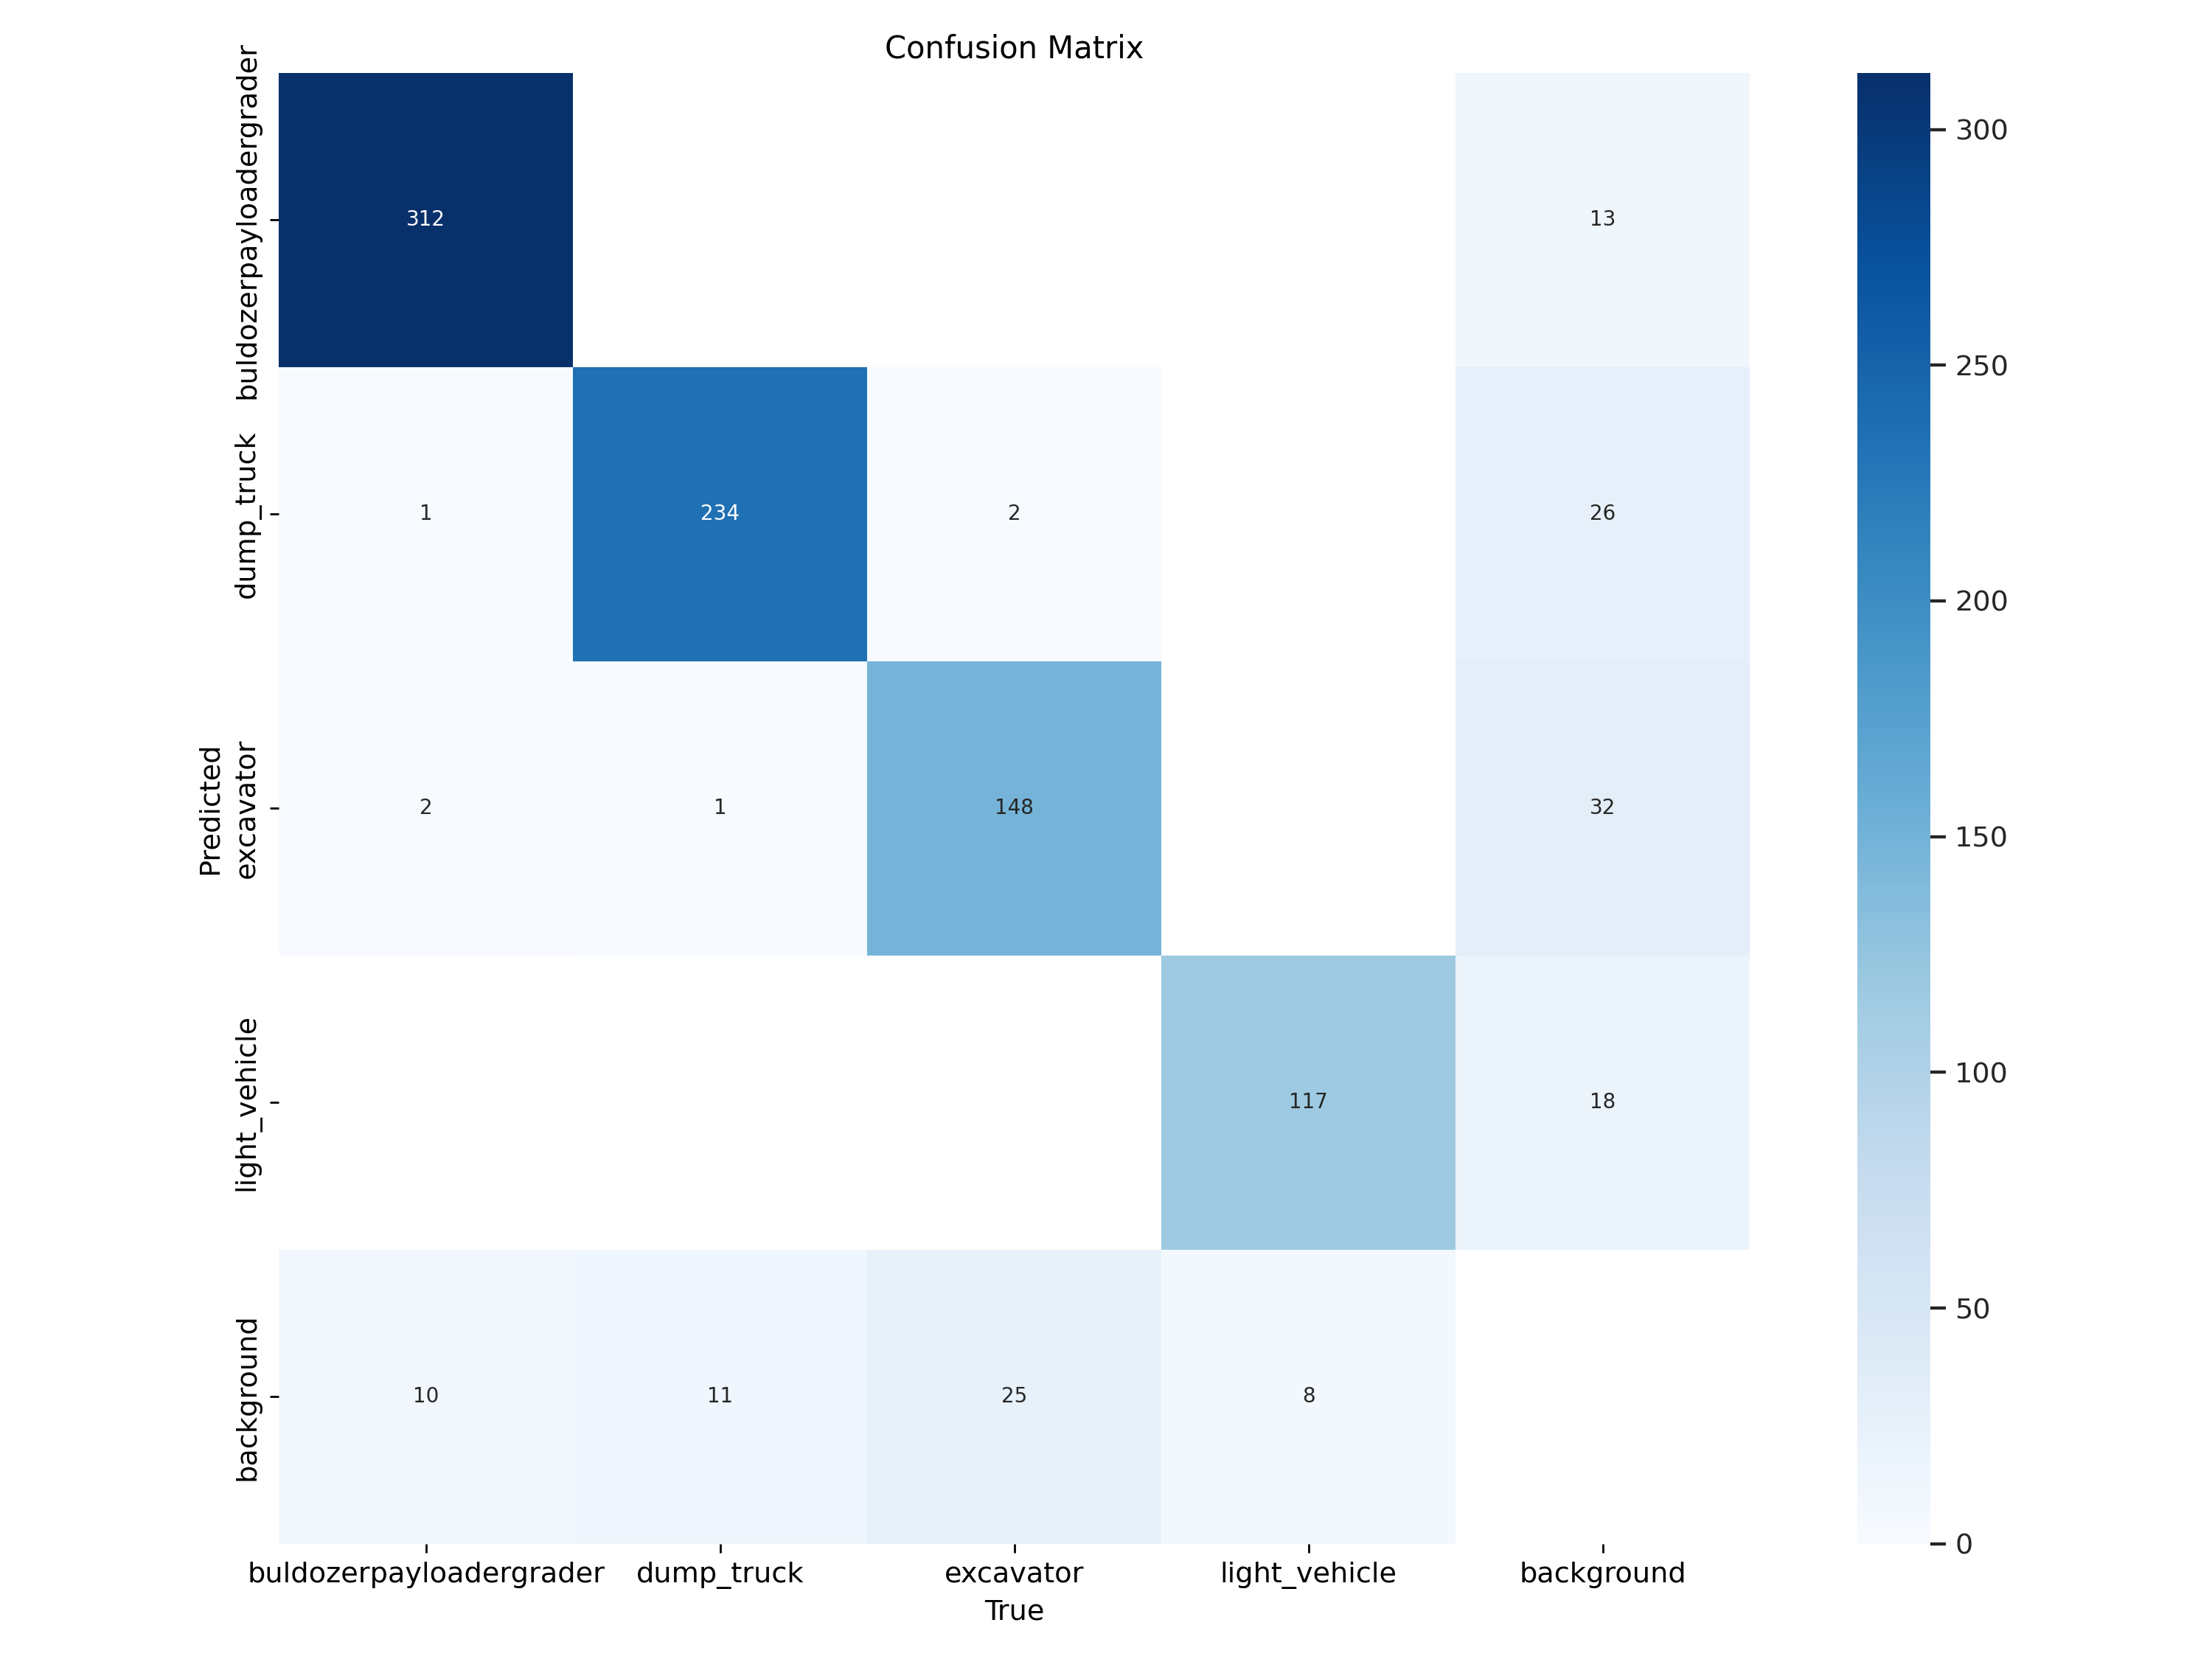 Confusion Matrix
buldozerpayloadergrader
312
13
dump_truck
1
234
2
26
Predicted
excavator
2
1
148
32
light_vehicle
117
18
background
10
11
25
8
buldozerpayloadergrader
dump_truck
excavator
light_vehicle
background
True
300
250
200
150
100
50
0